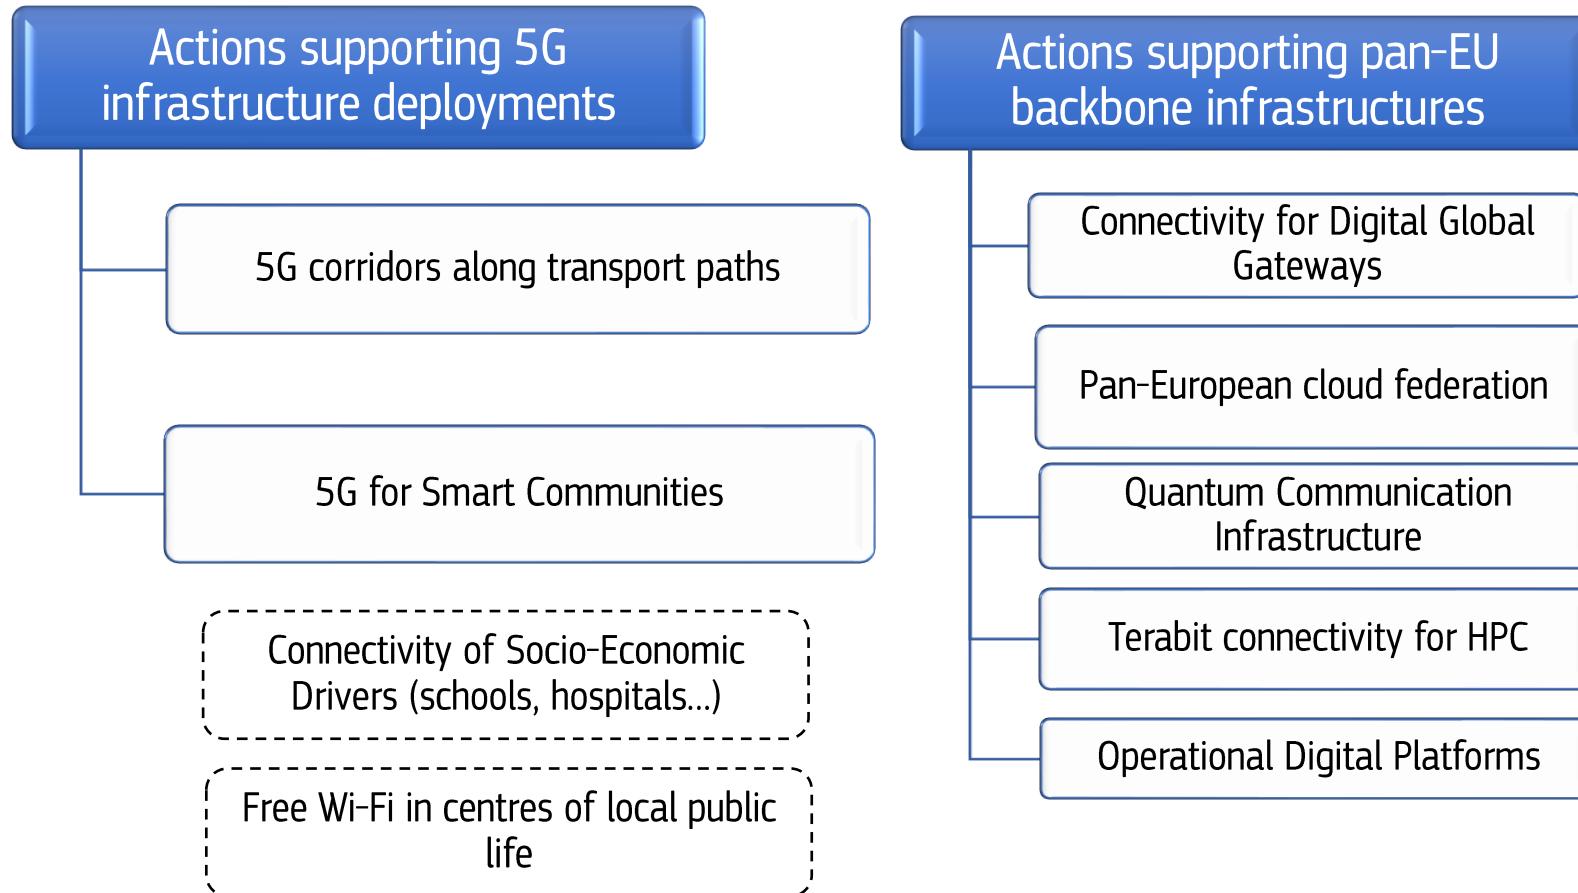 Actions supporting 5G
infrastructure deployments
5G corridors along transport paths
5G for Smart Communities
Connectivity of Socio-Economic
Drivers (schools, hospitals...)
Free Wi-Fi in centres of local public
life
Actions supporting pan-EU
backbone infrastructures
Connectivity for Digital Global
Gateways
Pan-European cloud federation
Quantum Communication
Infrastructure
Terabit connectivity for HPC
Operational Digital Platforms